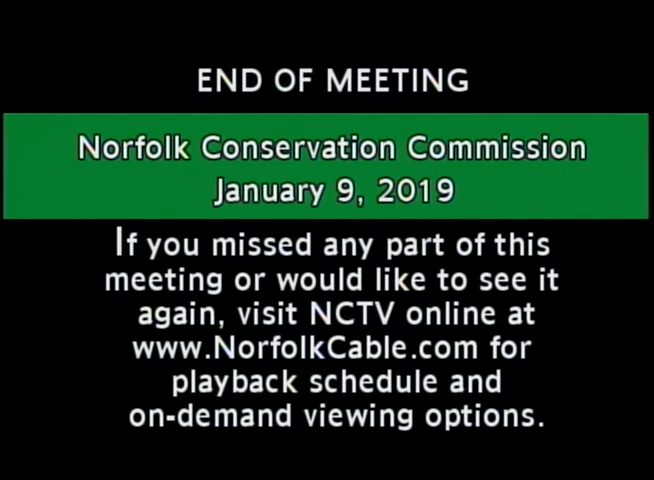 END OF MEETING
Norfolk Conservation Commission
January 9, 2019
If you missed any part of this
meeting or would like to see it
again, visit NCTV online at
www.NorfolkCable.com for
playback schedule and
on-demand viewing options.